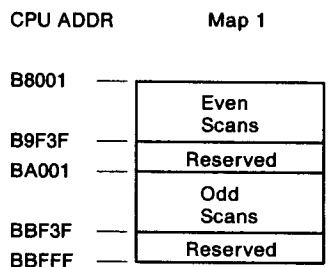 CPU ADDR Map 1
B8001
Even
Scans
B9F3F
Reserved
BA001
Odd
Scans
BBF3F
Reserved
BBFFF